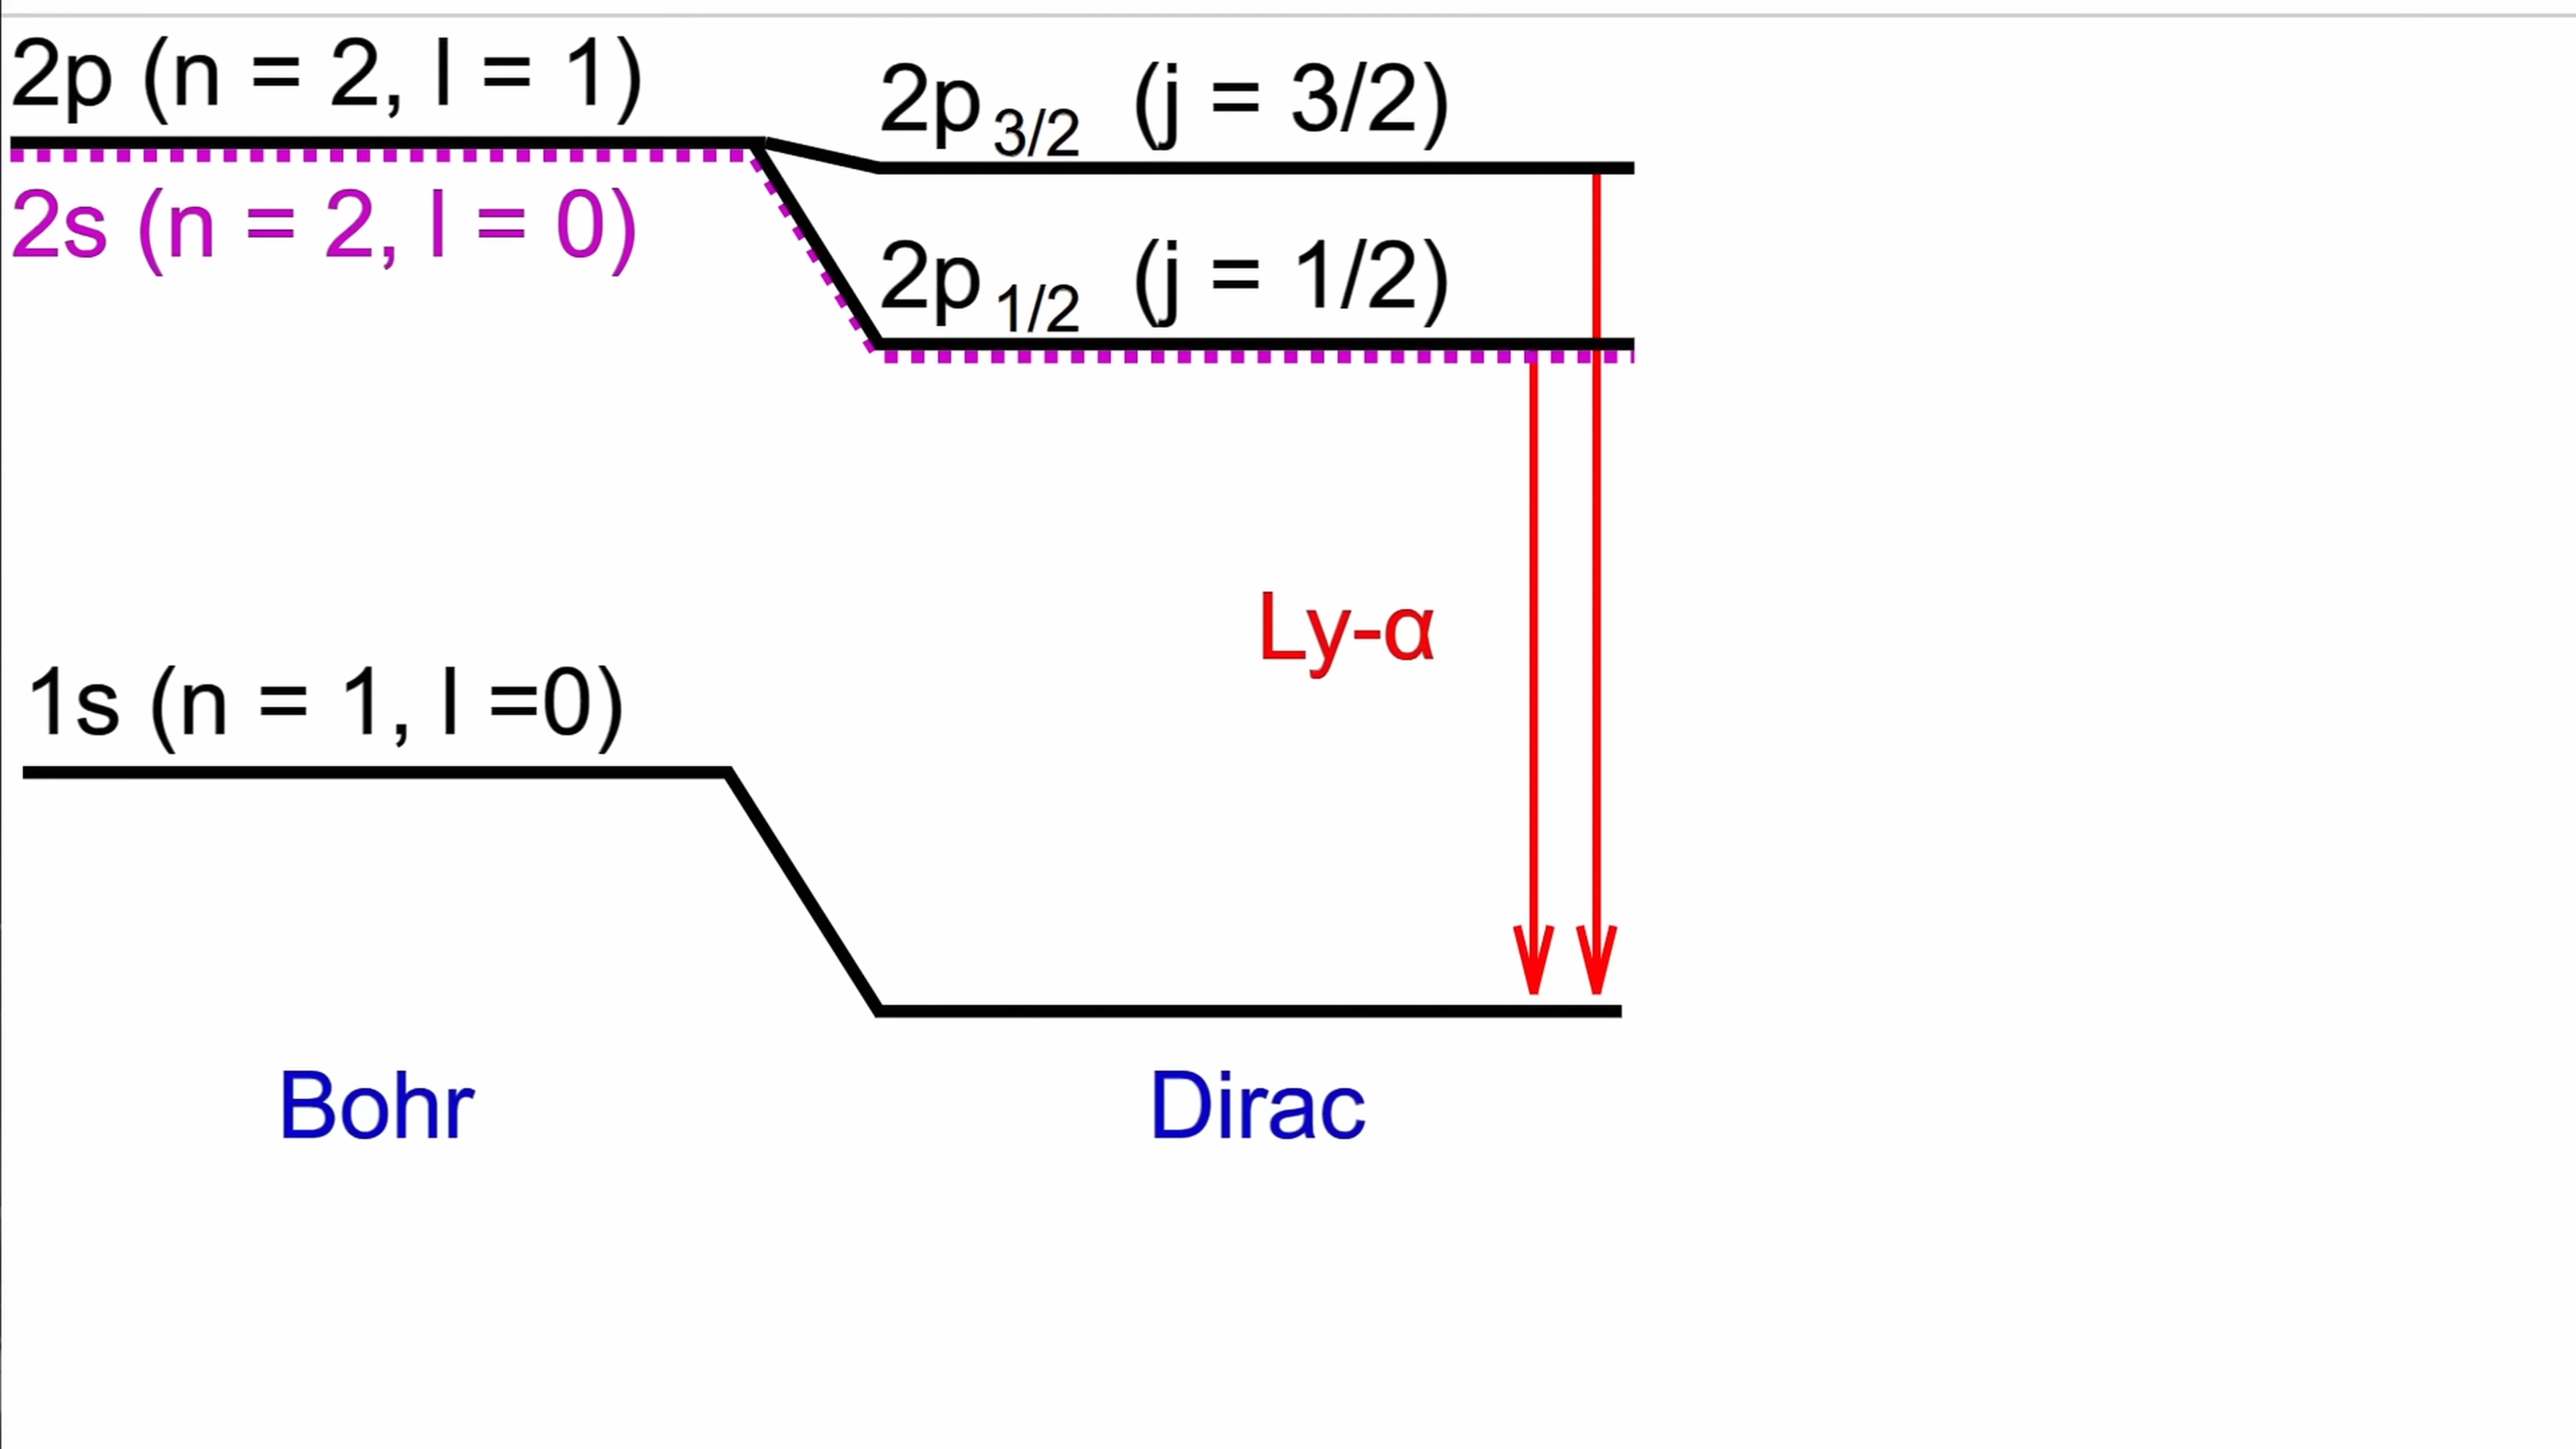 2p (n = 2, l = 1)
2s (n = 2, l = 0)
2p 3/2 (j = 3/2)
2p 1/2 (j = 1/2)
Ly-α
1s (n = 1, l =0)
Bohr
Dirac